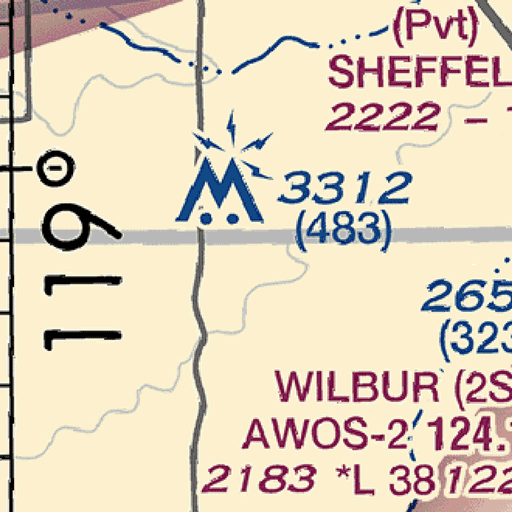 (Pvt)
SHEFFEL
2222 –
3312
(483)
119°
265
(323
WILBUR (2S
AWOS-2 124.
2183 *L 38 122